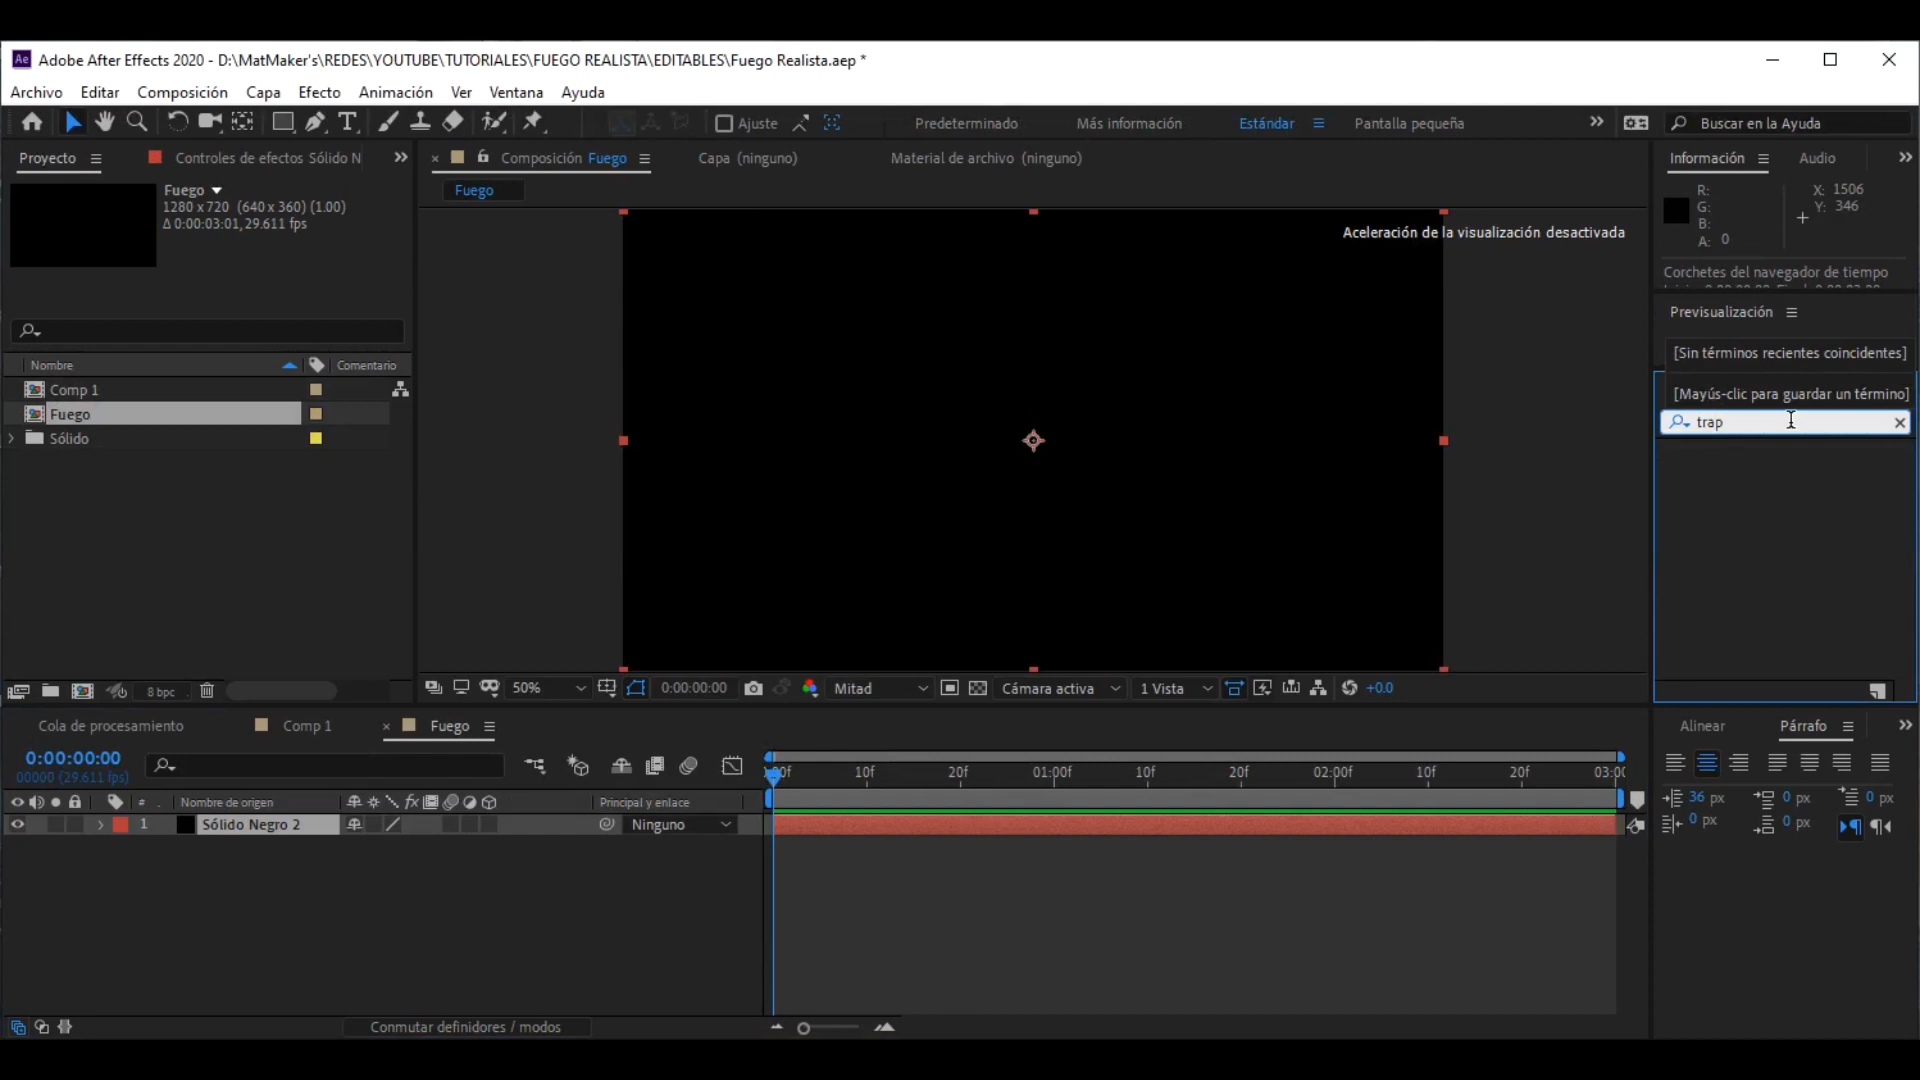 Adobe After Effects 2020 - D:\MatMaker's\REDES\YOUTUBE\TUTORIALES\FUEGO REALISTA\EDITABLES\Fuego Realista.aep *
Archivo Editar Composición Capa Efecto Animación Ver Ventana Ayuda
Ajuste Predeterminado Más información Estándar Pantalla pequeña Buscar en la Ayuda
Proyecto Controles de efectos Sólido N Composición Fuego Capa (ninguno) Material de archivo (ninguno) Información Audio
Fuego
1280 x 720 (640 x 360) (1.00)
Δ 0:00:03:01, 29.611 fps
Fuego
R:
G:
B:
A: 0
X: 1506
Y: 346
Aceleración de la visualización desactivada
Corchetes del navegador de tiempo
Previsualización
[Sin términos recientes coincidentes]
[Mayús-clic para guardar un término]
trap
Nombre Comentario
Comp 1
Fuego
Sólido
8 bpc
50% 0:00:00:00 Mitad Cámara activa 1 Vista +0.0
Cola de procesamiento Comp 1 Fuego
Alinear Párrafo
0:00:00:00
00000 (29.611 fps)
10f 20f 01:00f 10f 20f 02:00f 10f 20f
# Nombre de origen fx Principal y enlace
1 Sólido Negro 2 Ninguno
36 px 0 px 0 px
0 px 0 px
Conmutar definidores / modos